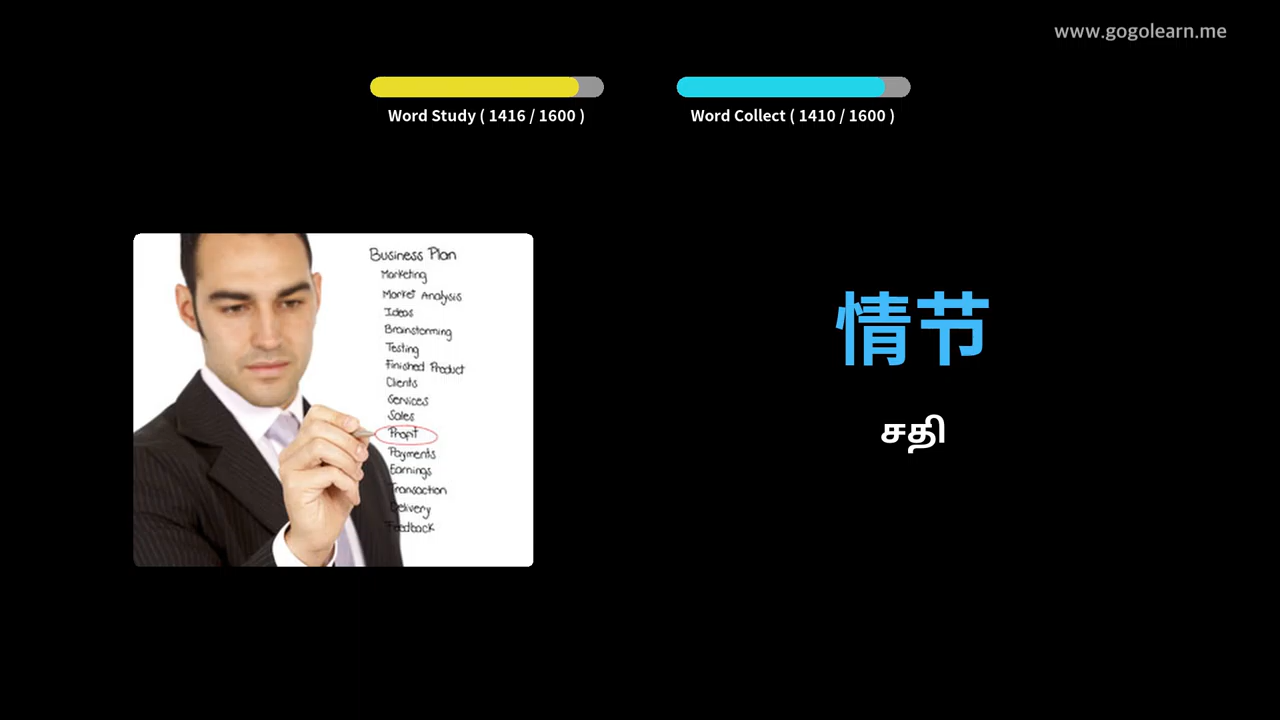 www.gogolearn.me
Word Study ( 1416 / 1600 )
Word Collect ( 1410 / 1600 )
Business Plan
Marketing
Market Analysis
Ideas
Brainstorming
Testing
Finished Product
Clients
Services
Sales
Profit
Payments
Earnings
Transaction
Delivery
Feedback
情节
சதி